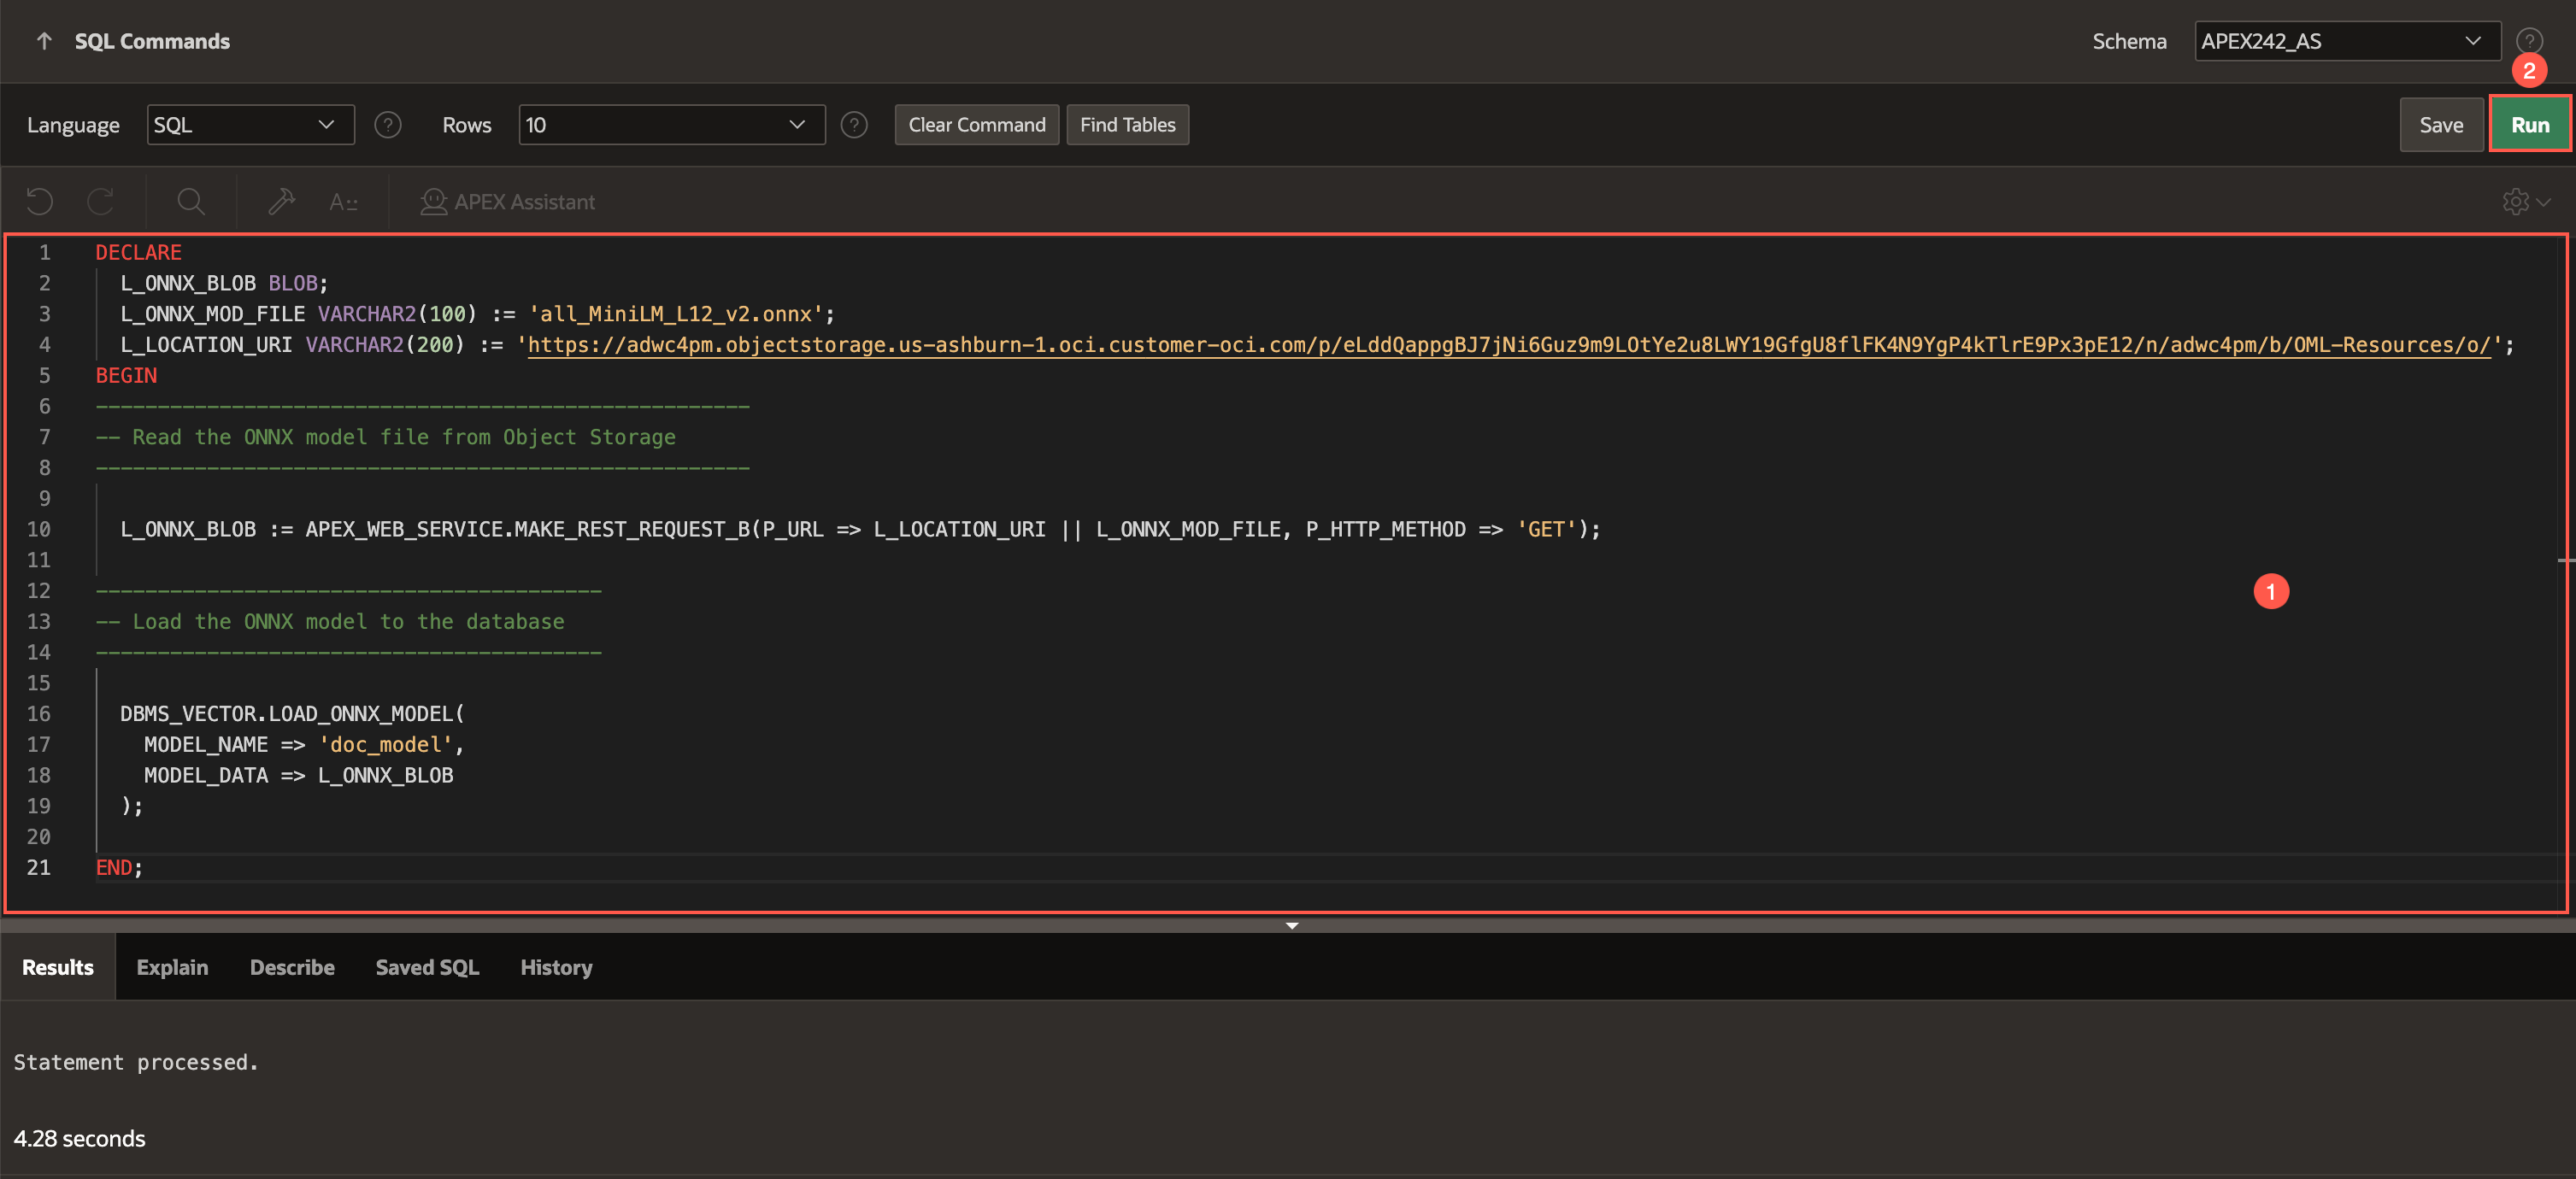 SQL Commands
Schema APEX242_AS ?
2
Language SQL ? Rows 10 ? Clear Command Find Tables Save Run
A:: APEX Assistant
1 DECLARE
2 L_ONNX_BLOB BLOB;
3 L_ONNX_MOD_FILE VARCHAR2(100) := 'all_MiniLM_L12_v2.onnx';
4 L_LOCATION_URI VARCHAR2(200) := 'https://adwc4pm.objectstorage.us-ashburn-1.oci.customer-oci.com/p/eLddQappgBJ7jNi6Guz9m9LOtYe2u8LWY19GfgU8flFK4N9YgP4kTlrE9Px3pE12/n/adwc4pm/b/OML-Resources/o/';
5 BEGIN
6 -----------------------------------------------------
7 -- Read the ONNX model file from Object Storage
8 -----------------------------------------------------
9
10 L_ONNX_BLOB := APEX_WEB_SERVICE.MAKE_REST_REQUEST_B(P_URL => L_LOCATION_URI || L_ONNX_MOD_FILE, P_HTTP_METHOD => 'GET');
11
1
12 -----------------------------------------
13 -- Load the ONNX model to the database
14 -----------------------------------------
15
16 DBMS_VECTOR.LOAD_ONNX_MODEL(
17 MODEL_NAME => 'doc_model',
18 MODEL_DATA => L_ONNX_BLOB
19 );
20
21 END;
Results Explain Describe Saved SQL History
Statement processed.
4.28 seconds